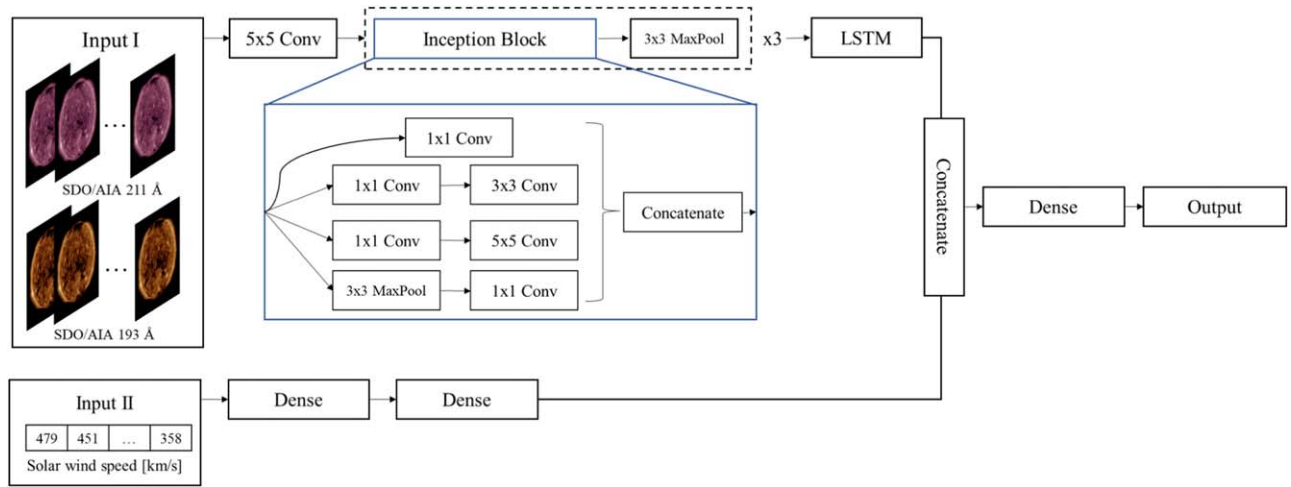 Input I
…
SDO/AIA 211 Å
…
SDO/AIA 193 Å
5x5 Conv
Inception Block
3x3 MaxPool
x3
LSTM
1x1 Conv
1x1 Conv
3x3 Conv
1x1 Conv
5x5 Conv
3x3 MaxPool
1x1 Conv
Concatenate
Concatenate
Dense
Output
Input II
479 451 … 358
Solar wind speed [km/s]
Dense
Dense